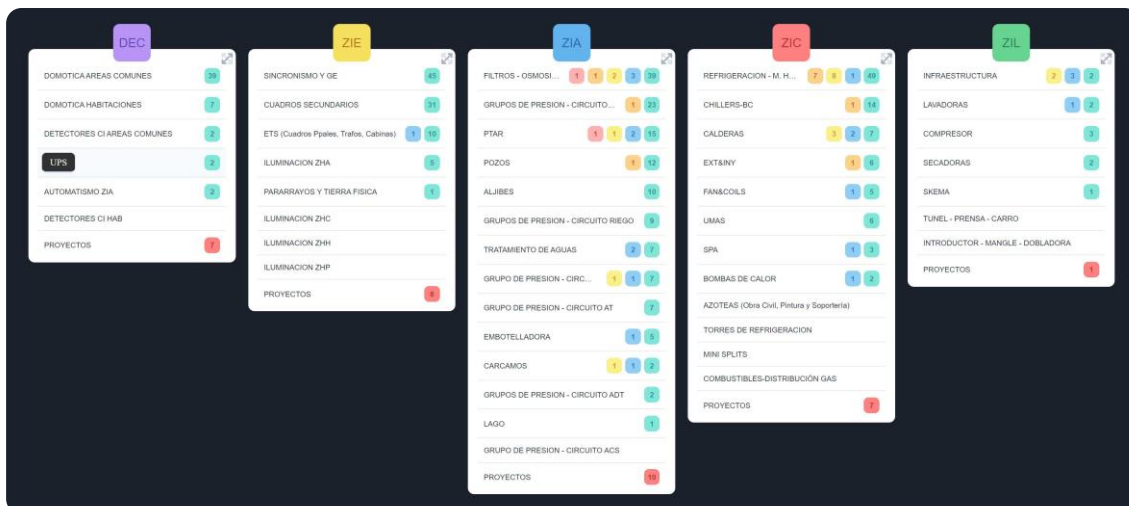 DEC
DOMOTICA AREAS COMUNES 39
DOMOTICA HABITACIONES 7
DETECTORES CI AREAS COMUNES 2
UPS 2
AUTOMATISMO ZIA 2
DETECTORES CI HAB
PROYECTOS 7
ZIE
SINCRONISMO Y GE 45
CUADROS SECUNDARIOS 31
ETS (Cuadros Ppales, Trafos, Cabinas) 1 10
ILUMINACION ZHA 5
PARARRAYOS Y TIERRA FISICA 1
ILUMINACION ZHC
ILUMINACION ZHH
ILUMINACION ZHP
PROYECTOS 8
ZIA
FILTROS - OSMOSI... 1 1 2 3 39
GRUPOS DE PRESION - CIRCUITO... 1 23
PTAR 1 1 2 15
POZOS 1 12
ALJIBES 10
GRUPOS DE PRESION - CIRCUITO RIEGO 9
TRATAMIENTO DE AGUAS 2 7
GRUPO DE PRESION - CIRC... 1 1 7
GRUPO DE PRESION - CIRCUITO AT 7
EMBOTELLADORA 1 5
CARCAMOS 1 1 2
GRUPOS DE PRESION - CIRCUITO ADT 2
LAGO 1
GRUPO DE PRESION - CIRCUITO ACS
PROYECTOS 10
ZIC
REFRIGERACION - M. H... 7 8 1 40
CHILLERS-BC 1 14
CALDERAS 3 2 7
EXT&INY 1 6
FAN&COILS 1 5
UMAS 6
SPA 1 3
BOMBAS DE CALOR 1 2
AZOTEAS (Obra Civil, Pintura y Soportería)
TORRES DE REFRIGERACION
MINI SPLITS
COMBUSTIBLES-DISTRIBUCIÓN GAS
PROYECTOS 7
ZIL
INFRAESTRUCTURA 2 3 2
LAVADORAS 1 2
COMPRESOR 3
SECADORAS 2
SKEMA 1
TUNEL - PRENSA - CARRO
INTRODUCTOR - MANGLE - DOBLADORA
PROYECTOS 1